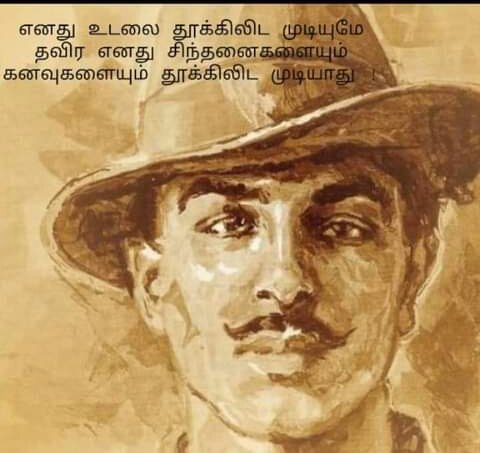 எனது உடலை தூக்கிலிட முடியுமே
தவிர எனது சிந்தனைகளையும்
கனவுகளையும் தூக்கிலிட முடியாது !